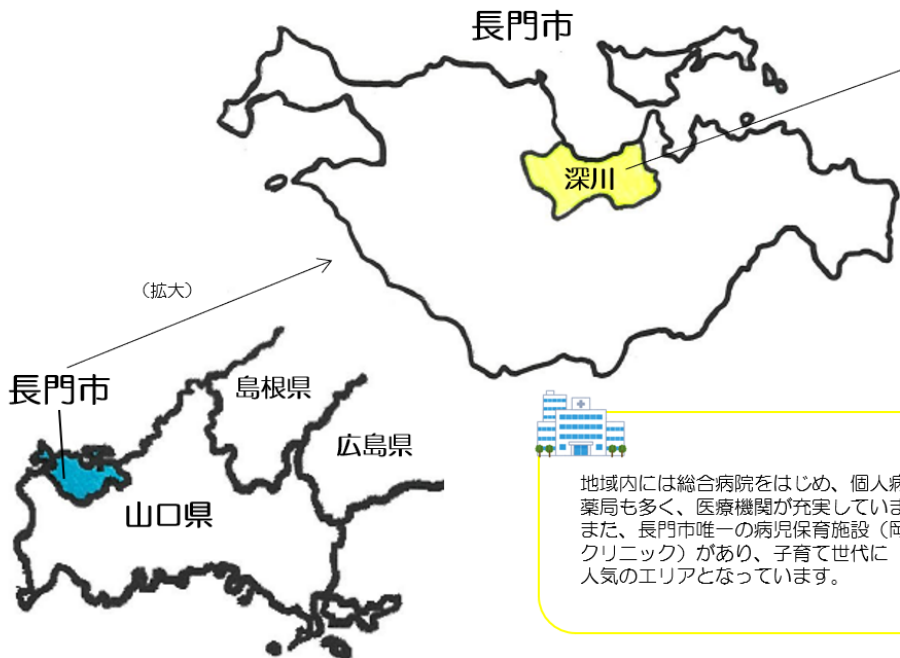 長門市
深川
(拡大)
長門市
島根県
広島県
山口県
地域内には総合病院をはじめ、個人病
薬局も多く、医療機関が充実していま
また、長門市唯一の病児保育施設(岡
クリニック)があり、子育て世代に
人気のエリアとなっています。